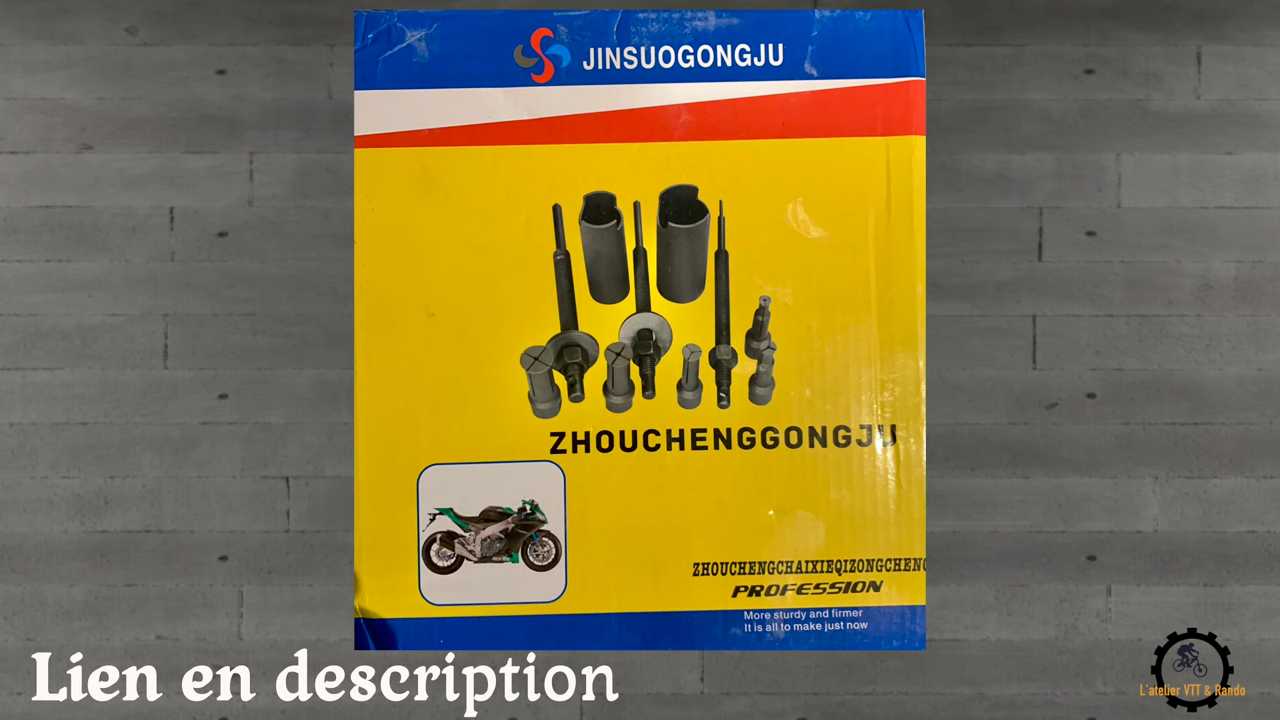 JINSUOGONGJU
ZHOUCHENGGONGJU
ZHOUCHENGCHAIXIEQIZONGCHENG
PROFESSION
More sturdy and firmer
It is all to make just now
Lien en description
L'atelier VTT & Rando